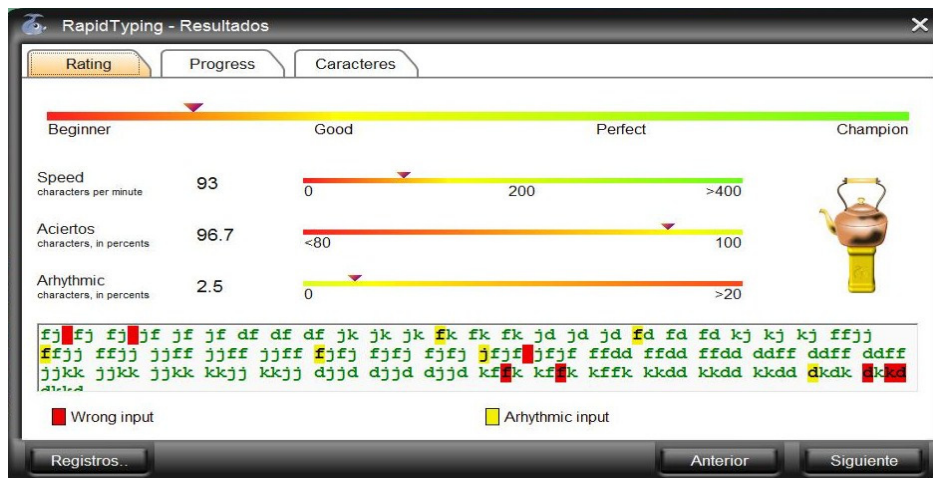 RapidTyping - Resultados
Rating Progress Caracteres
Beginner Good Perfect Champion
Speed
characters per minute
93
0 200 >400
Aciertos
characters, in percents
96.7
<80 100
Arhythmic
characters, in percents
2.5
0 >20
fj fj fj jf jf jf df df df jk jk jk fk fk fk jd jd jd fd fd fd kj kj kj ffjj
ffjj ffjj jjff jjff jjff fjfj fjfj fjfj jfjf jfjf ffdd ffdd ffdd ddff ddff ddff
jjkk jjkk jjkk kkjj kkjj djjd djjd djjd kffk kffk kffk kkdd kkdd kkdd dkdk dkkd
dkkd
Wrong input Arhythmic input
Registros.. Anterior Siguiente